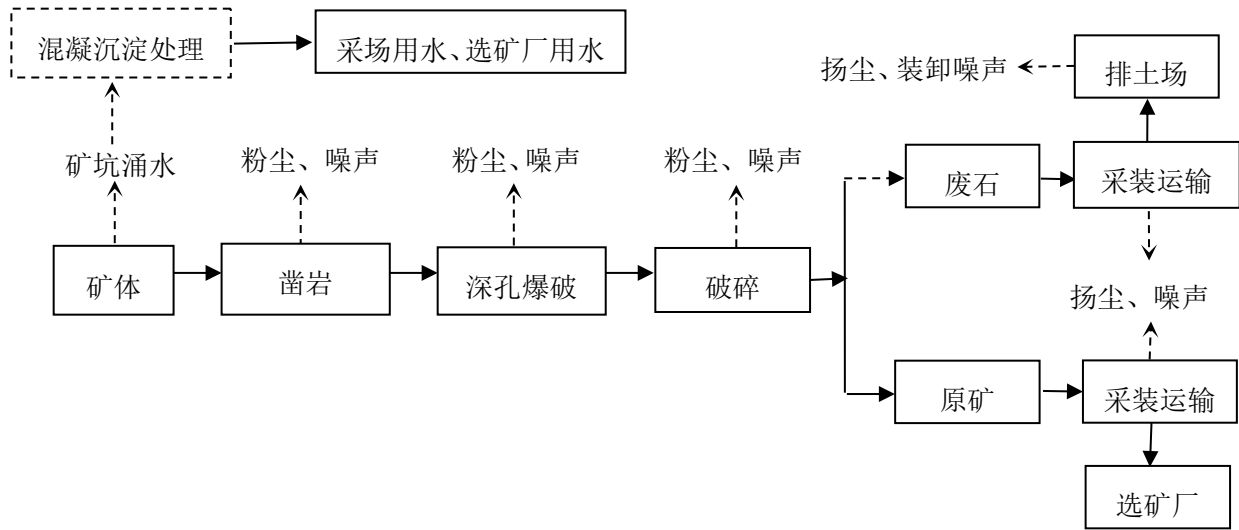 混凝沉淀处理
采场用水、选矿厂用水
扬尘、装卸噪声
排土场
矿坑涌水
粉尘、噪声
粉尘、噪声
粉尘、噪声
废石
采装运输
矿体
凿岩
深孔爆破
破碎
扬尘、噪声
原矿
采装运输
选矿厂